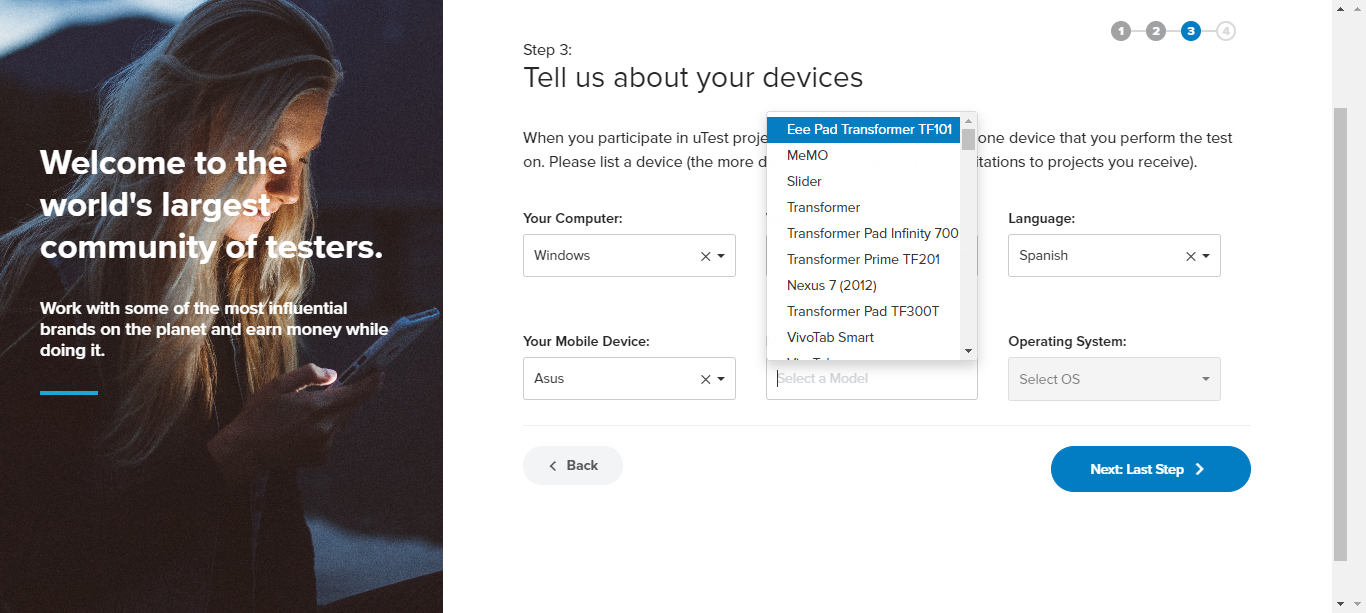 Welcome to the
world's largest
community of testers.
Work with some of the most influential
brands on the planet and earn money while
doing it.
1 2 3 4
Step 3:
Tell us about your devices
When you participate in uTest proje one device that you perform the test
on. Please list a device (the more d itations to projects you receive).
Eee Pad Transformer TF101
MeMO
Slider
Transformer
Transformer Pad Infinity 700
Transformer Prime TF201
Nexus 7 (2012)
Transformer Pad TF300T
VivoTab Smart
Your Computer:
Windows
Language:
Spanish
Your Mobile Device:
Asus
Select a Model
Operating System:
Select OS
Back
Next: Last Step